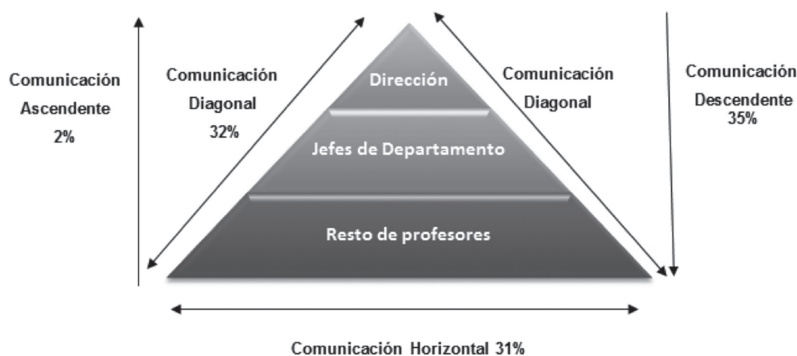 Comunicación
Ascendente
2%
Comunicación
Diagonal
32%
Dirección
Jefes de Departamento
Resto de profesores
Comunicación
Diagonal
Comunicación
Descendente
35%
Comunicación Horizontal 31%